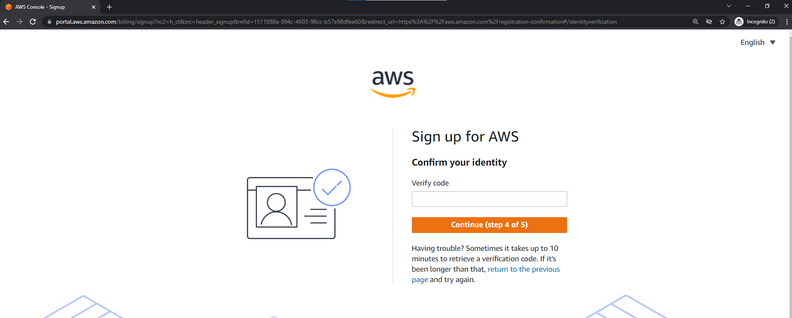 AWS Console - Signup
portal.aws.amazon.com/billing/signup?nc2=h_ct&src=header_signup&refid=1511888a-994c-4603-98cc-b57e98dfee60&redirect_url=https%3A%2F%2Faws.amazon.com%2Fregistration-confirmation#/identityverification
Incognito (2)
English
aws
Sign up for AWS
Confirm your identity
Verify code
Continue (step 4 of 5)
Having trouble? Sometimes it takes up to 10
minutes to retrieve a verification code. If it's
been longer than that, return to the previous
page and try again.